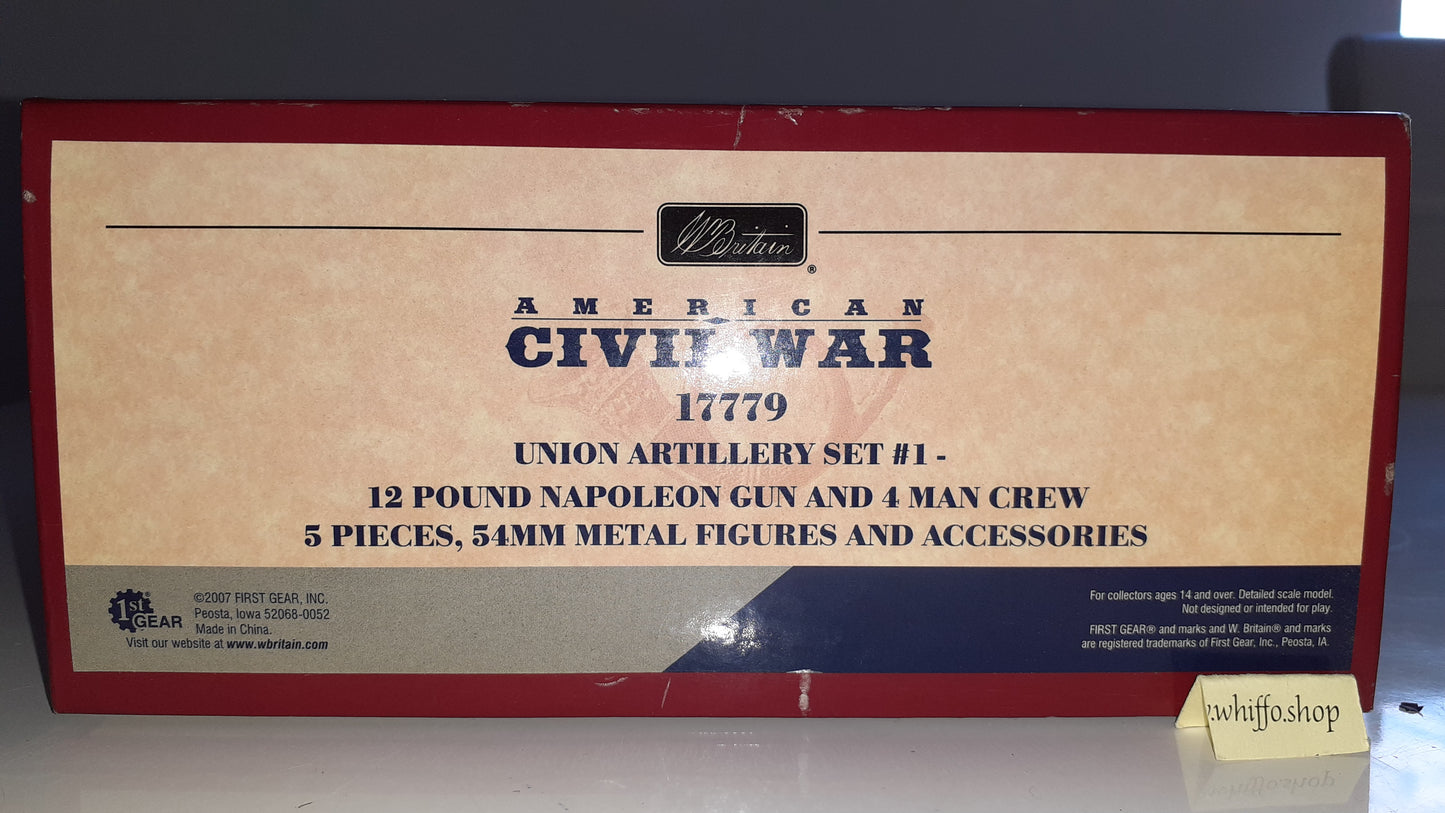 W Britain
®
AMERICAN
CIVIL WAR
17779
UNION ARTILLERY SET #1 -
12 POUND NAPOLEON GUN AND 4 MAN CREW
5 PIECES, 54MM METAL FIGURES AND ACCESSORIES
1st GEAR
©2007 FIRST GEAR, INC.
Peosta, Iowa 52068-0052
Made in China.
Visit our website at www.wbritain.com
For collectors ages 14 and over. Detailed scale model.
Not designed or intended for play.
FIRST GEAR® and marks and W. Britain® and marks
are registered trademarks of First Gear, Inc., Peosta, IA.
.whiffo.shop